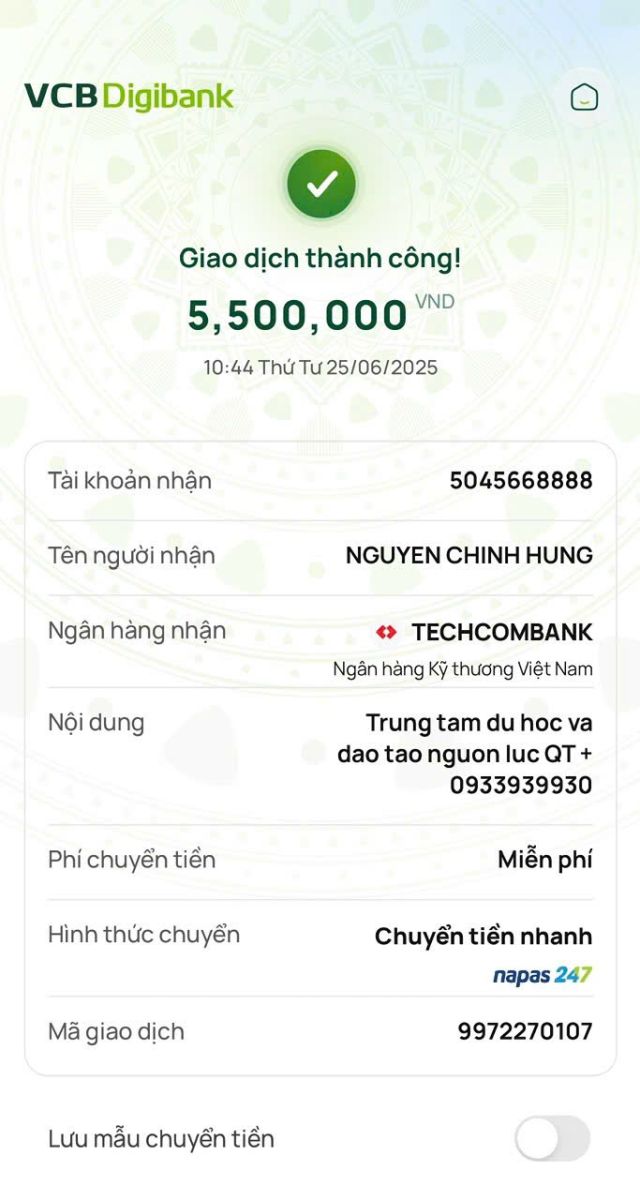 VCB Digibank
Giao dịch thành công!
5,500,000 VND
10:44 Thứ Tư 25/06/2025
Tài khoản nhận 5045668888
Tên người nhận NGUYEN CHINH HUNG
Ngân hàng nhận TECHCOMBANK
Ngân hàng Kỹ thương Việt Nam
Nội dung Trung tam du hoc va
dao tao nguon luc QT +
0933939930
Phí chuyển tiền Miễn phí
Hình thức chuyển Chuyển tiền nhanh
napas 247
Mã giao dịch 9972270107
Lưu mẫu chuyển tiền